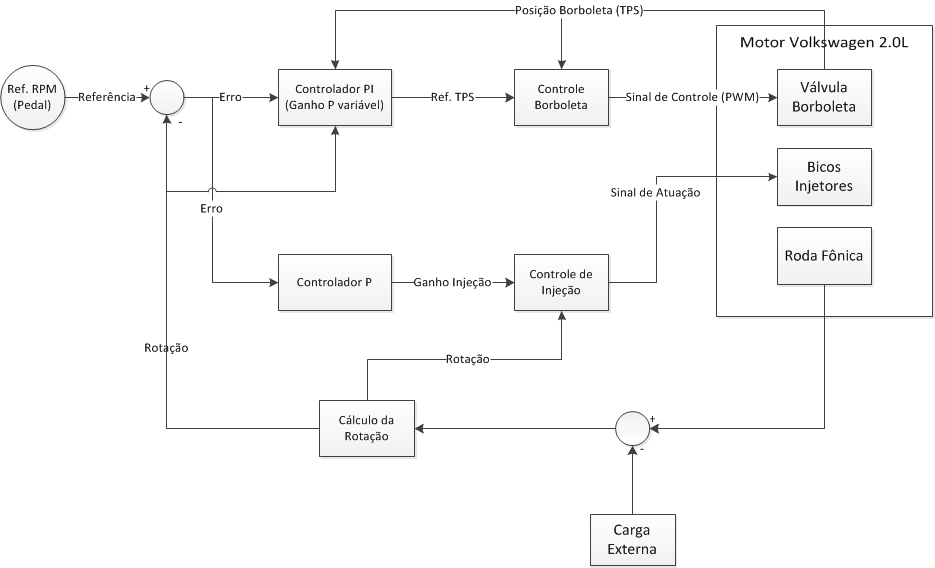 Posição Borboleta (TPS)
Motor Volkswagen 2.0L
Ref. RPM
(Pedal)
Referência
+
-
Erro
Controlador PI
(Ganho P variável)
Ref. TPS
Controle
Borboleta
Sinal de Controle (PWM)
Válvula
Borboleta
Bicos
Injetores
Sinal de Atuação
Erro
Roda Fônica
Controlador P
Ganho Injeção
Controle de
Injeção
Rotação
Rotação
Cálculo da
Rotação
+
-
Carga
Externa